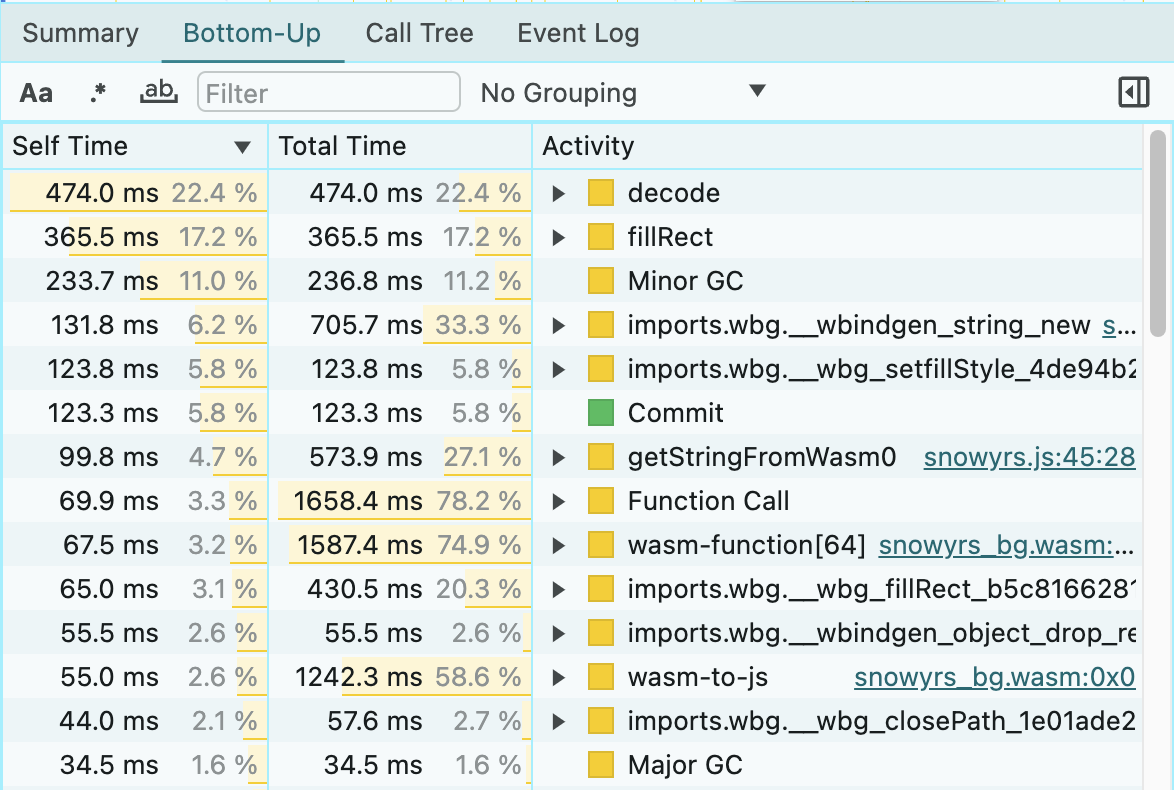 Summary Bottom-Up Call Tree Event Log
Aa .* ab Filter No Grouping
Self Time Total Time Activity
474.0 ms 22.4 % 474.0 ms 22.4 % decode
365.5 ms 17.2 % 365.5 ms 17.2 % fillRect
233.7 ms 11.0 % 236.8 ms 11.2 % Minor GC
131.8 ms 6.2 % 705.7 ms 33.3 % imports.wbg.__wbindgen_string_new s…
123.8 ms 5.8 % 123.8 ms 5.8 % imports.wbg.__wbg_setfillStyle_4de94b2
123.3 ms 5.8 % 123.3 ms 5.8 % Commit
99.8 ms 4.7 % 573.9 ms 27.1 % getStringFromWasm0 snowyrs.js:45:28
69.9 ms 3.3 % 1658.4 ms 78.2 % Function Call
67.5 ms 3.2 % 1587.4 ms 74.9 % wasm-function[64] snowyrs_bg.wasm:…
65.0 ms 3.1 % 430.5 ms 20.3 % imports.wbg.__wbg_fillRect_b5c8166281
55.5 ms 2.6 % 55.5 ms 2.6 % imports.wbg.__wbindgen_object_drop_re
55.0 ms 2.6 % 1242.3 ms 58.6 % wasm-to-js snowyrs_bg.wasm:0x0
44.0 ms 2.1 % 57.6 ms 2.7 % imports.wbg.__wbg_closePath_1e01ade2
34.5 ms 1.6 % 34.5 ms 1.6 % Major GC